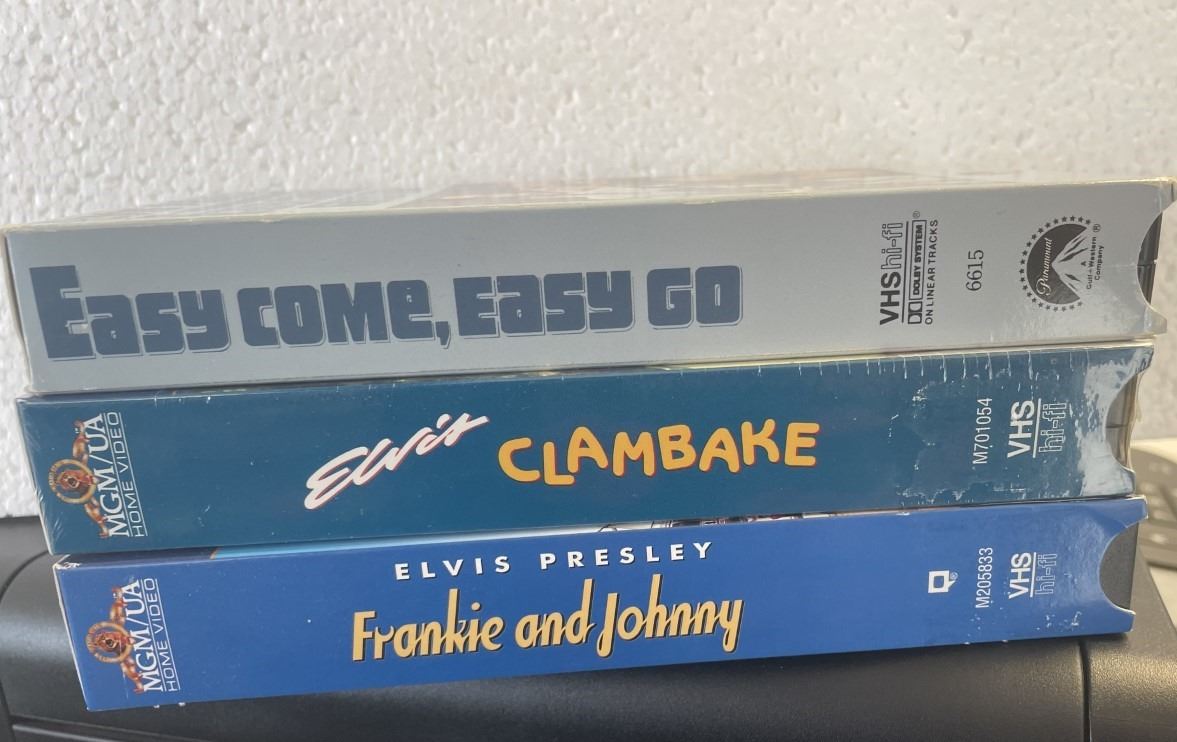 Easy come, easy go
VHS hi-fi
DOLBY SYSTEM®
ON LINEAR TRACKS
6615
Paramount
®
A
Gulf+Western
Company
MGM/UA
HOME VIDEO
Elvis
CLAMBAKE
M701054
VHS
hi-fi
MGM/UA
HOME VIDEO
ELVIS PRESLEY
Frankie and Johnny
®
M205833
VHS
hi-fi